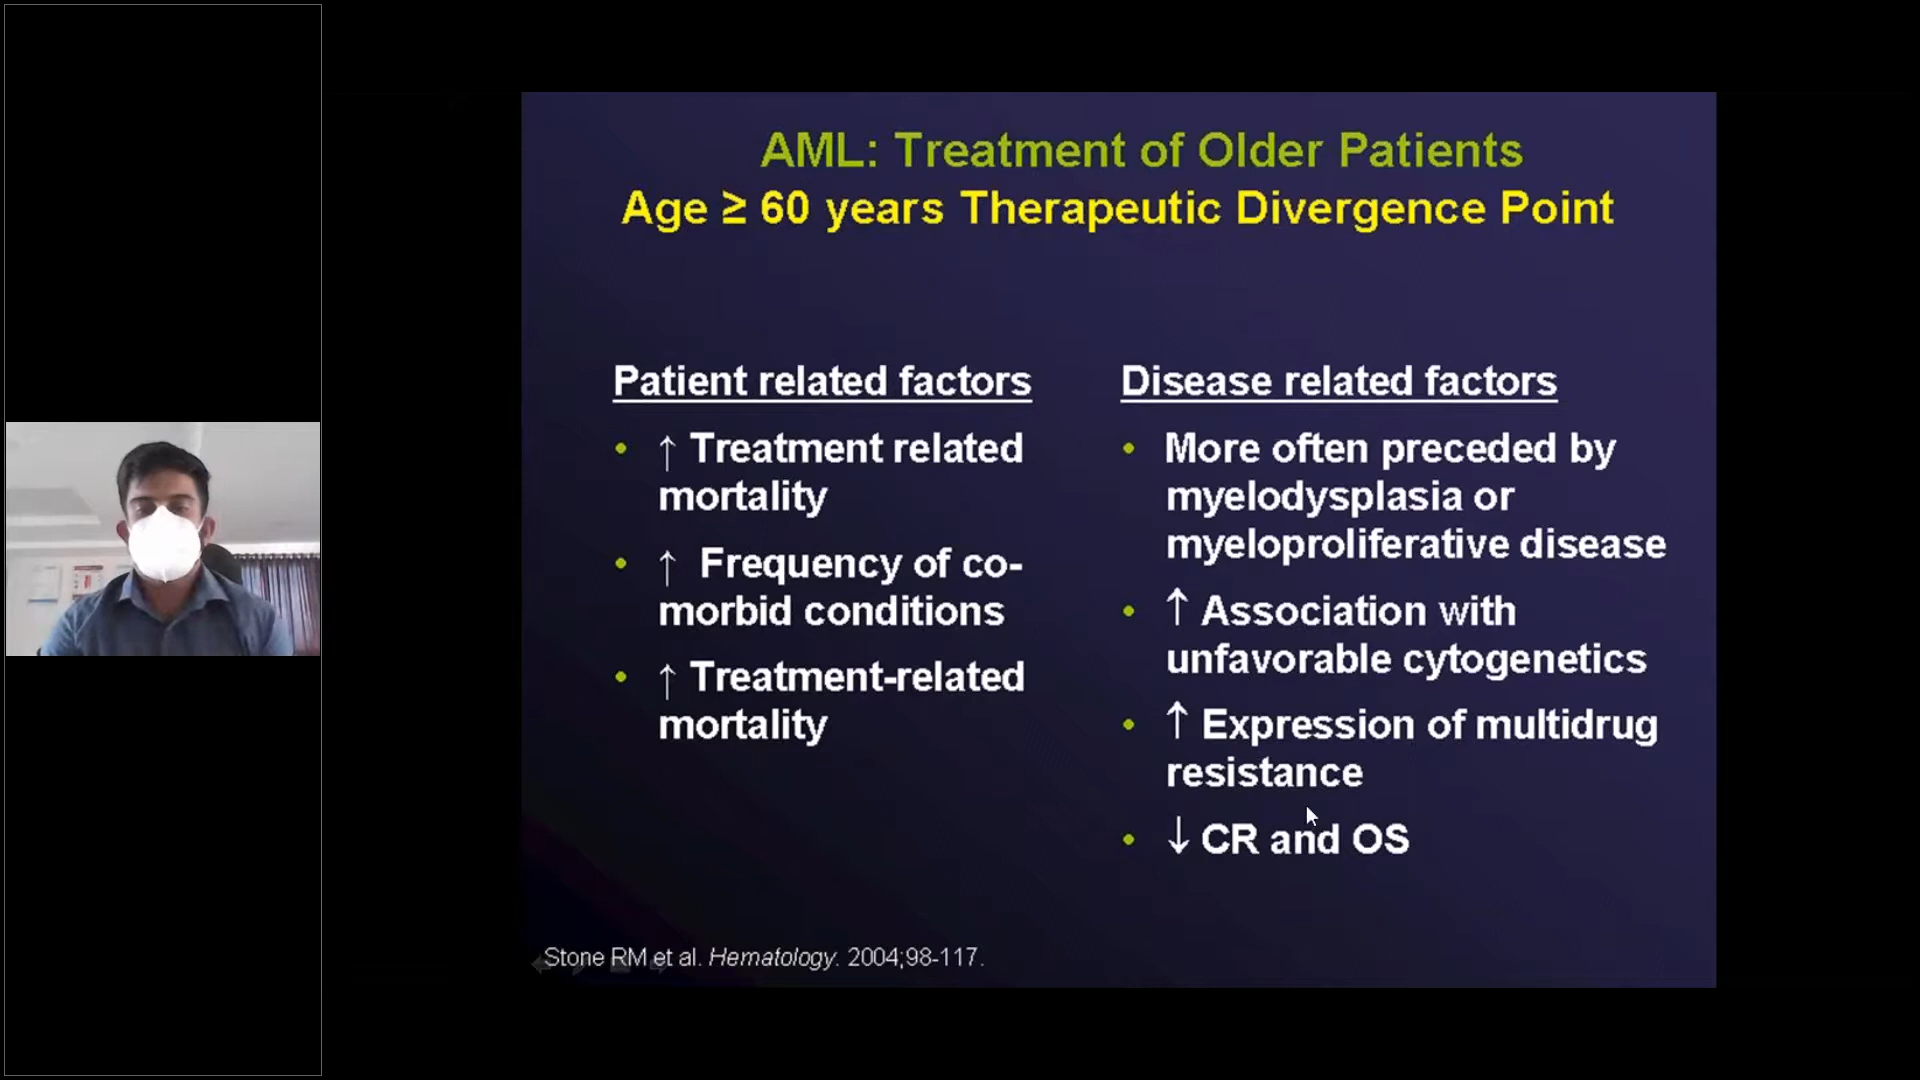 AML: Treatment of Older Patients
Age ≥ 60 years Therapeutic Divergence Point
Patient related factors
• ↑ Treatment related
mortality
• ↑ Frequency of co-
morbid conditions
• ↑ Treatment-related
mortality
Disease related factors
• More often preceded by
myelodysplasia or
myeloproliferative disease
• ↑ Association with
unfavorable cytogenetics
• ↑ Expression of multidrug
resistance
• ↓ CR and OS
Stone RM et al. Hematology. 2004;98-117.